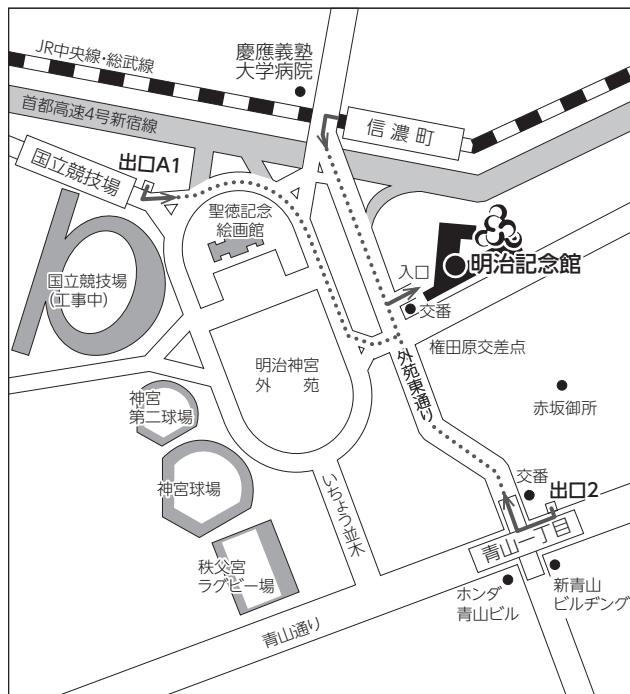 JR中央線・総武線
慶應義塾
大学病院
首都高速4号新宿線
信濃町
国立競技場
出口A1
聖徳記念
絵画館
国立競技場
(工事中)
入口
明治記念館
交番
権田原交差点
明治神宮
外苑
外苑東通り
赤坂御所
神宮
第二球場
神宮球場
いちょう並木
交番
出口2
青山一丁目
秩父宮
ラグビー場
青山通り
ホンダ
青山ビル
新青山
ビルヂング